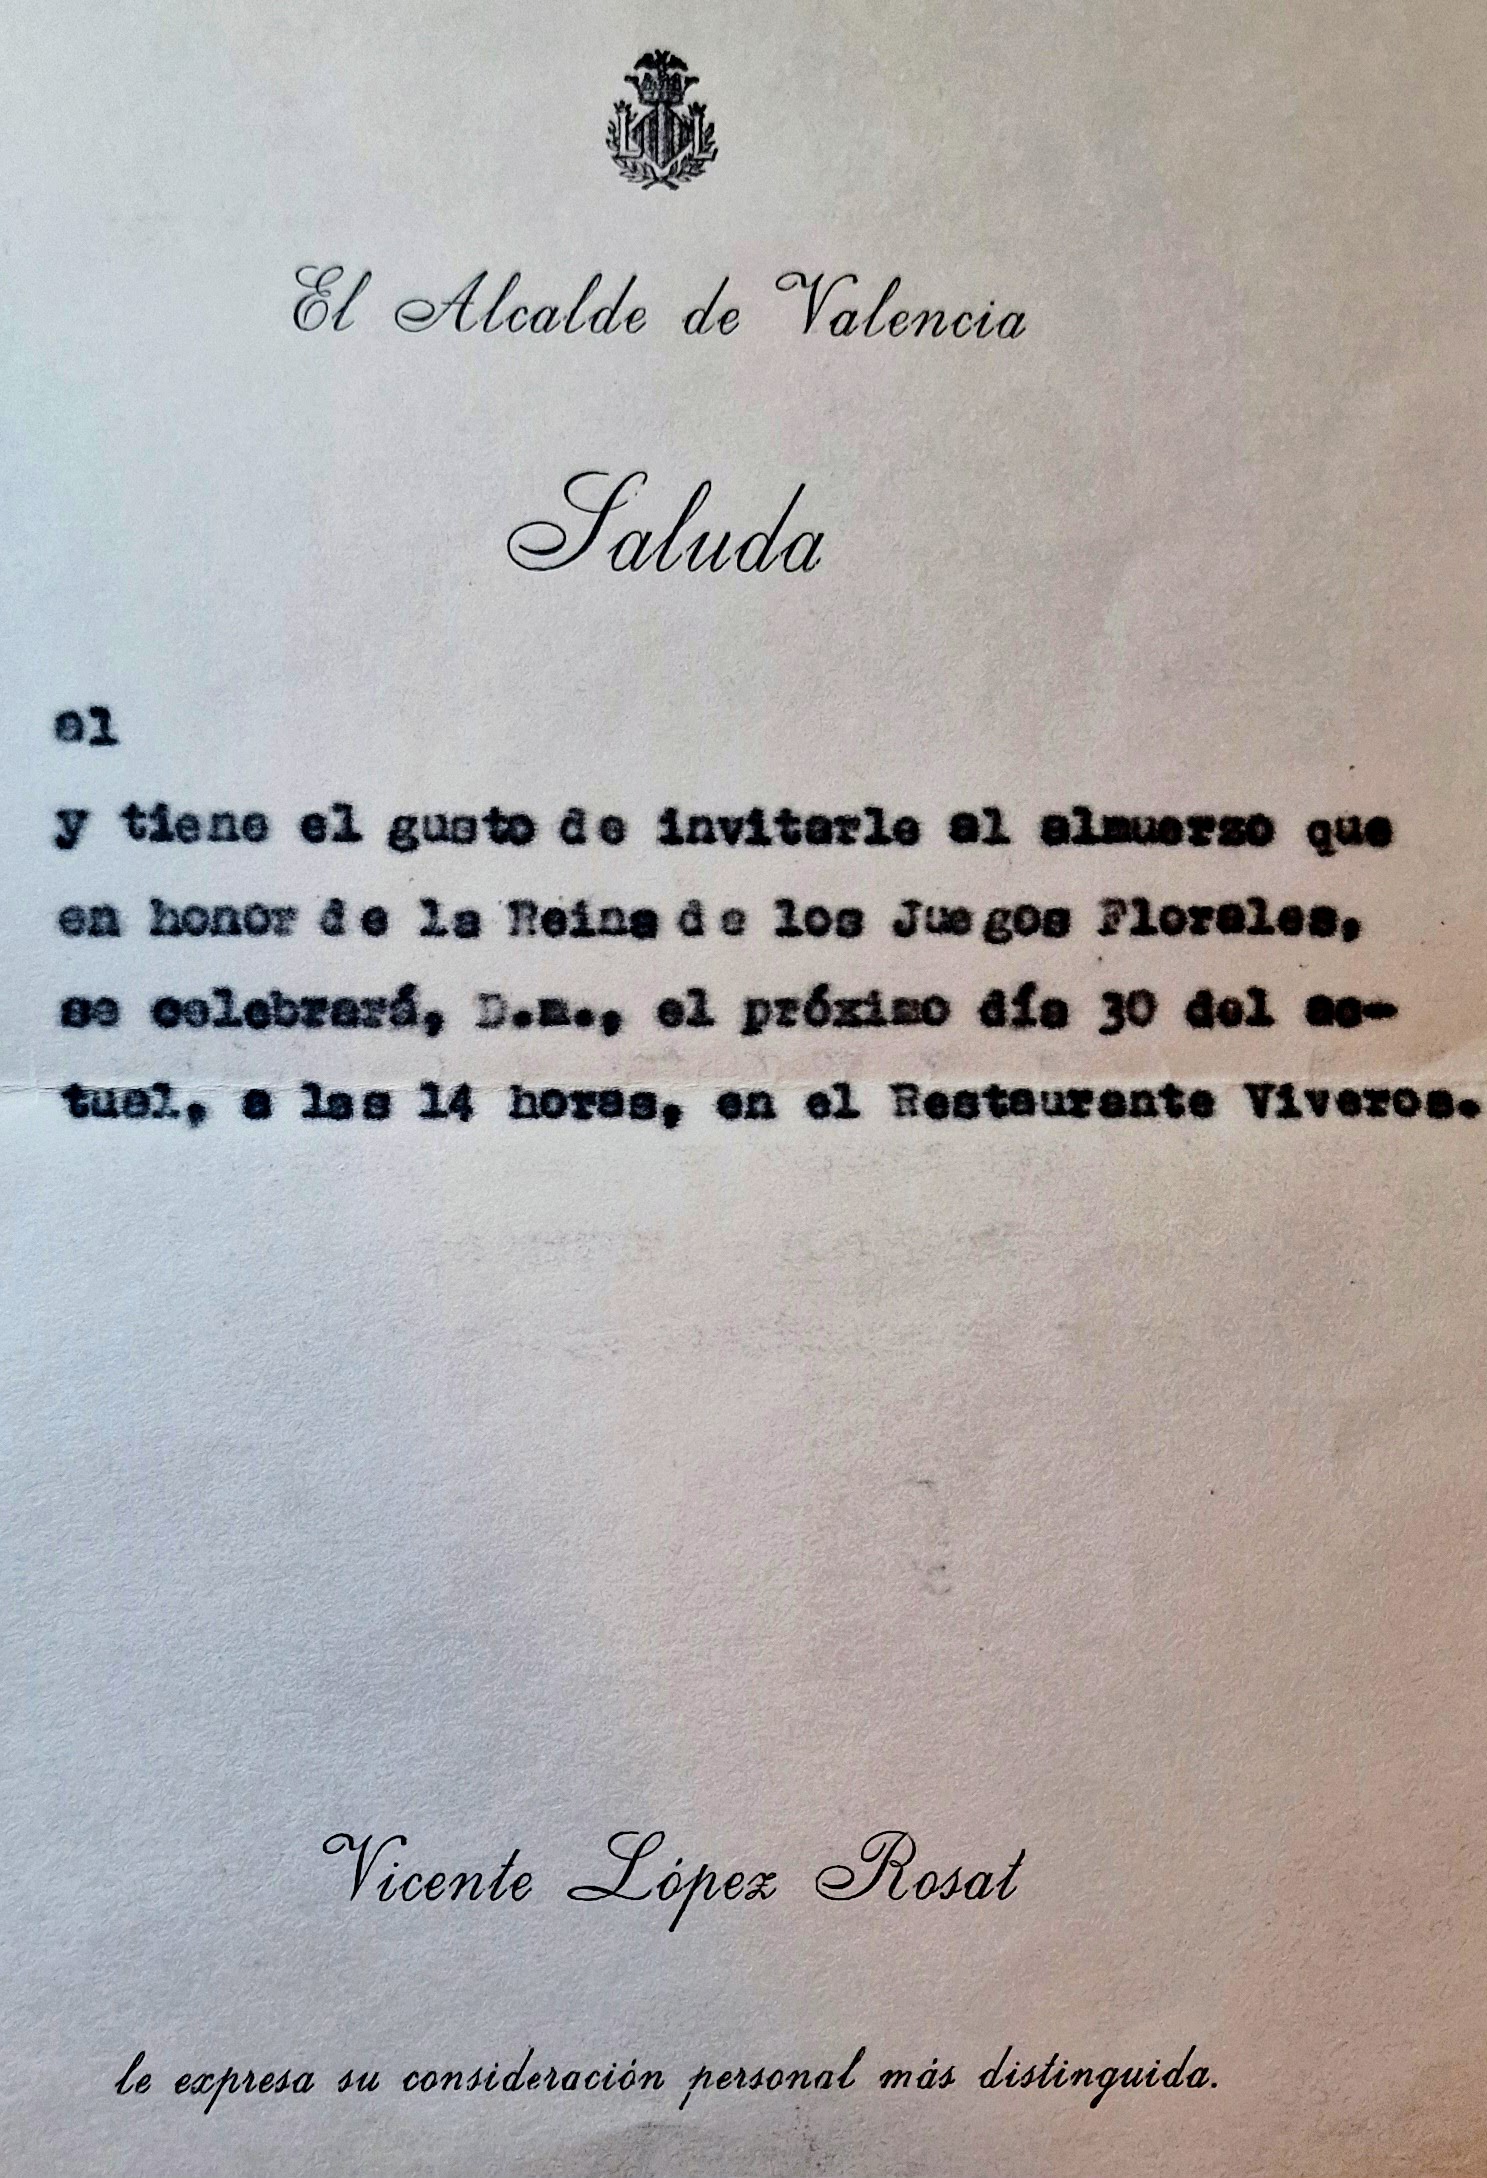 El Alcalde de Valencia
Saluda
al
y tiene el gusto de invitarle al almuerzo que
en honor de la Reina de los Juegos Florales,
se celebrará, D.m., el próximo día 30 del ac-
tual, a las 14 horas, en el Restaurante Viveros.
Vicente López Rosat
le expresa su consideración personal más distinguida.